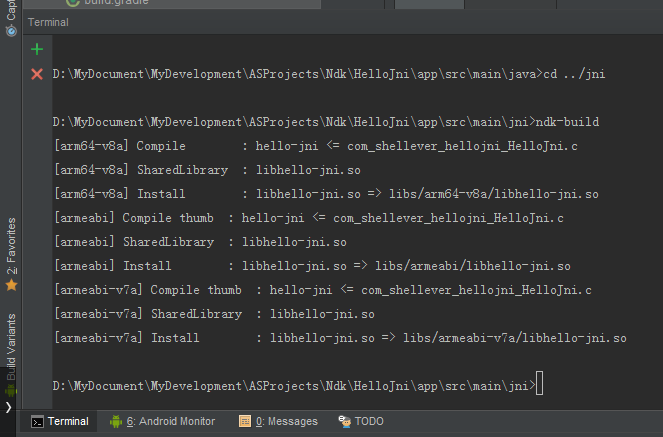 build.gradle
Terminal
D:\MyDocument\MyDevelopment\ASProjects\Ndk\HelloJni\app\src\main\java>cd ../jni
D:\MyDocument\MyDevelopment\ASProjects\Ndk\HelloJni\app\src\main\jni>ndk-build
[arm64-v8a] Compile        : hello-jni <= com_shellever_hellojni_HelloJni.c
[arm64-v8a] SharedLibrary  : libhello-jni.so
[arm64-v8a] Install        : libhello-jni.so => libs/arm64-v8a/libhello-jni.so
[armeabi] Compile thumb  : hello-jni <= com_shellever_hellojni_HelloJni.c
[armeabi] SharedLibrary  : libhello-jni.so
[armeabi] Install        : libhello-jni.so => libs/armeabi/libhello-jni.so
[armeabi-v7a] Compile thumb  : hello-jni <= com_shellever_hellojni_HelloJni.c
[armeabi-v7a] SharedLibrary  : libhello-jni.so
[armeabi-v7a] Install        : libhello-jni.so => libs/armeabi-v7a/libhello-jni.so
D:\MyDocument\MyDevelopment\ASProjects\Ndk\HelloJni\app\src\main\jni>
2: Favorites
Build Variants
Terminal
6: Android Monitor
0: Messages
TODO